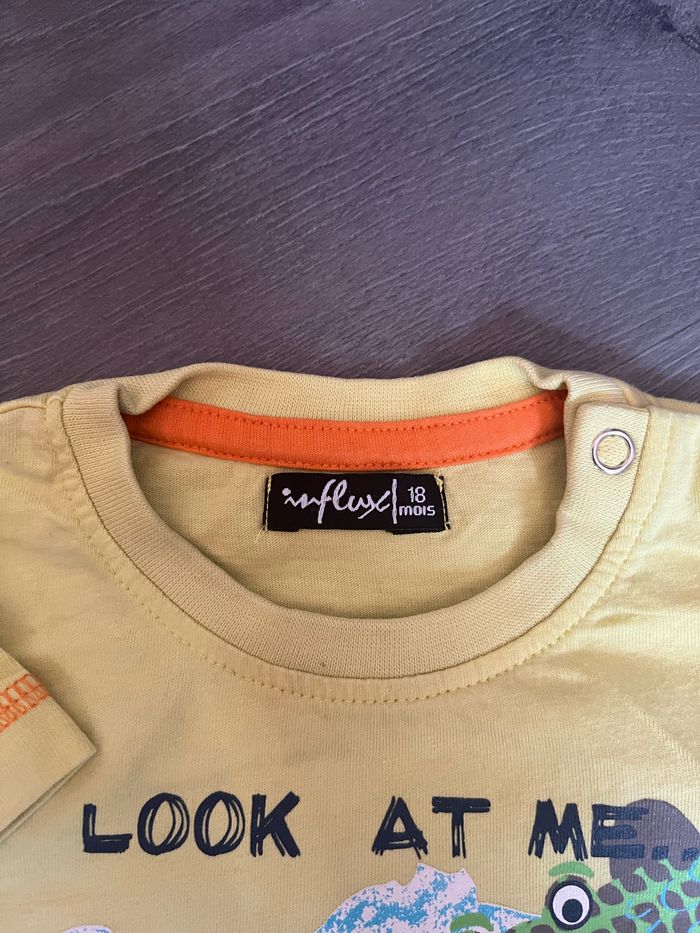 influx
18
mois
LOOK AT ME...